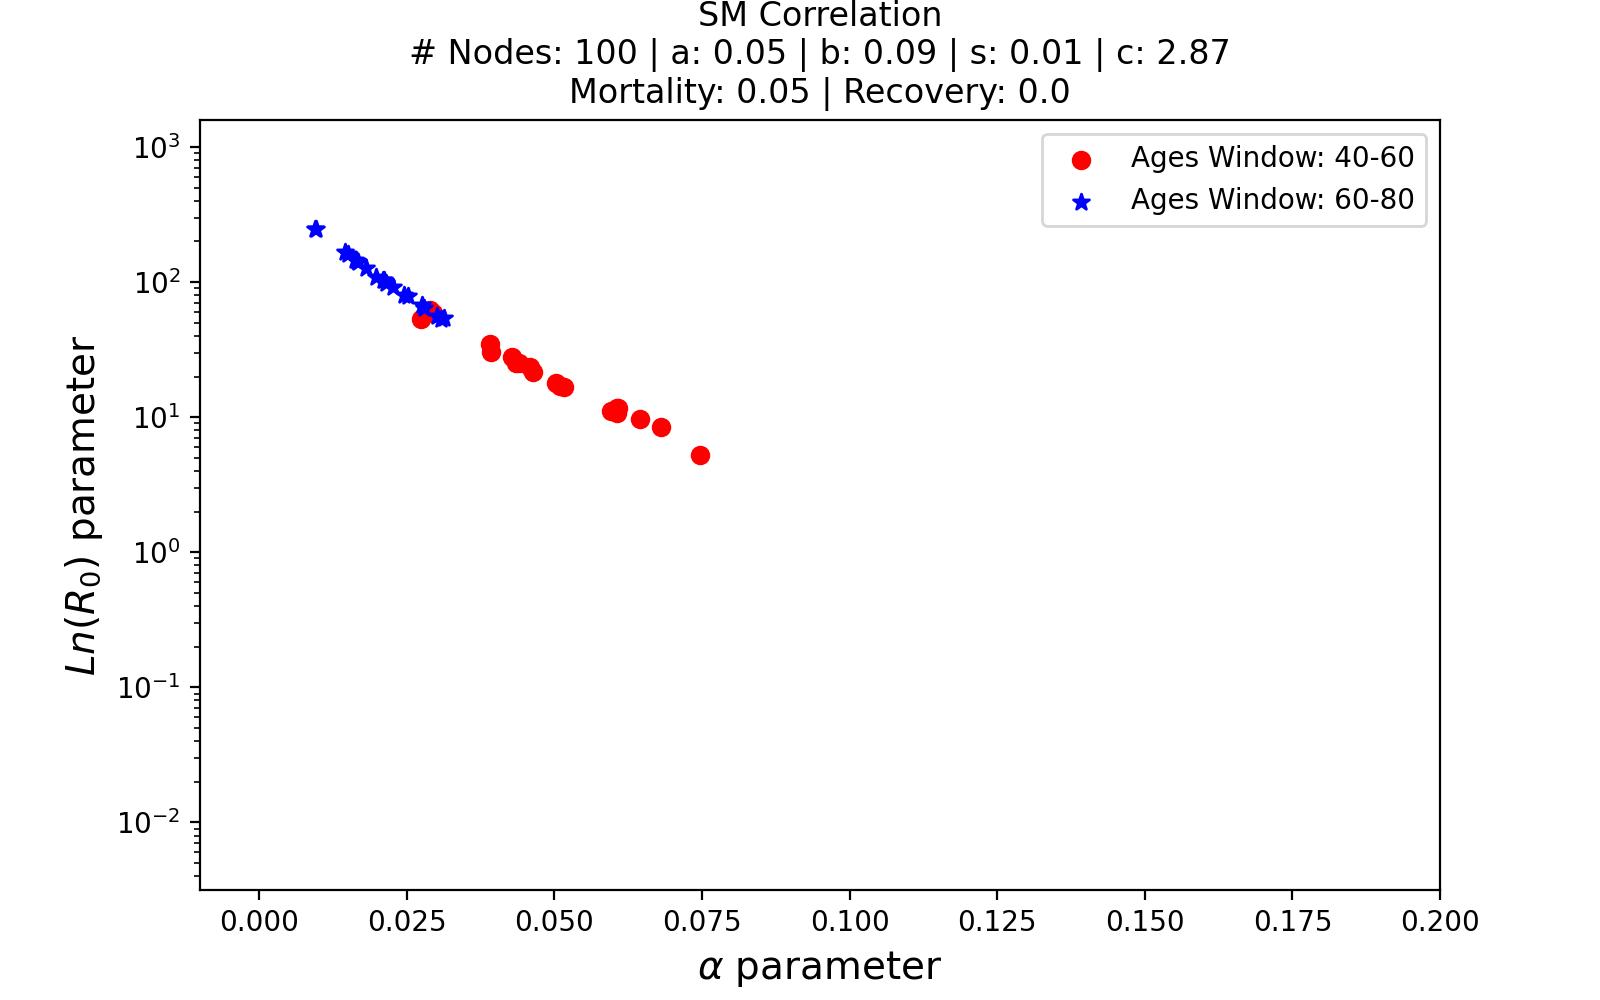 SM Correlation
# Nodes: 100 | a: 0.05 | b: 0.09 | s: 0.01 | c: 2.87
Mortality: 0.05 | Recovery: 0.0
Ages Window: 40-60
Ages Window: 60-80
Ln(R₀) parameter
10³
10²
10¹
10⁰
10⁻¹
10⁻²
0.000 0.025 0.050 0.075 0.100 0.125 0.150 0.175 0.200
α parameter